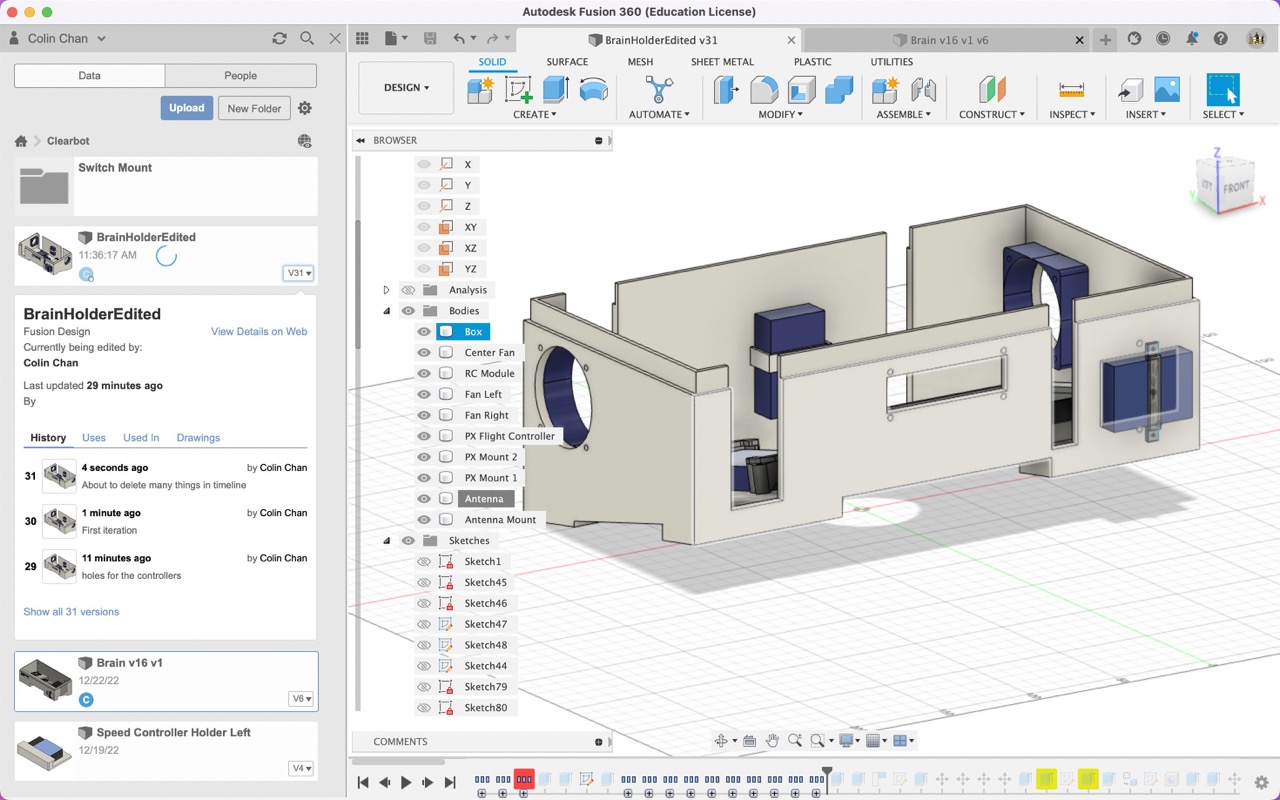 Autodesk Fusion 360 (Education License)
Colin Chan
BrainHolderEdited v31
Brain v16 v1 v6
Data
People
Upload
New Folder
Clearbot
Switch Mount
BrainHolderEdited
11:36:17 AM
V31
BrainHolderEdited
Fusion Design
View Details on Web
Currently being edited by:
Colin Chan
Last updated 29 minutes ago
By
History
Uses
Used In
Drawings
31
4 seconds ago
by Colin Chan
About to delete many things in timeline
30
1 minute ago
by Colin Chan
First iteration
29
11 minutes ago
by Colin Chan
holes for the controllers
Show all 31 versions
Brain v16 v1
12/22/22
C
V6
Speed Controller Holder Left
12/19/22
V4
DESIGN
SOLID
SURFACE
MESH
SHEET METAL
PLASTIC
UTILITIES
CREATE
AUTOMATE
MODIFY
ASSEMBLE
CONSTRUCT
INSPECT
INSERT
SELECT
BROWSER
X
Y
Z
XY
XZ
YZ
Analysis
Bodies
Box
Center Fan
RC Module
Fan Left
Fan Right
PX Flight Controller
PX Mount 2
PX Mount 1
Antenna
Antenna Mount
Sketches
Sketch1
Sketch45
Sketch46
Sketch47
Sketch48
Sketch44
Sketch79
Sketch80
COMMENTS
Z
FRONT
X